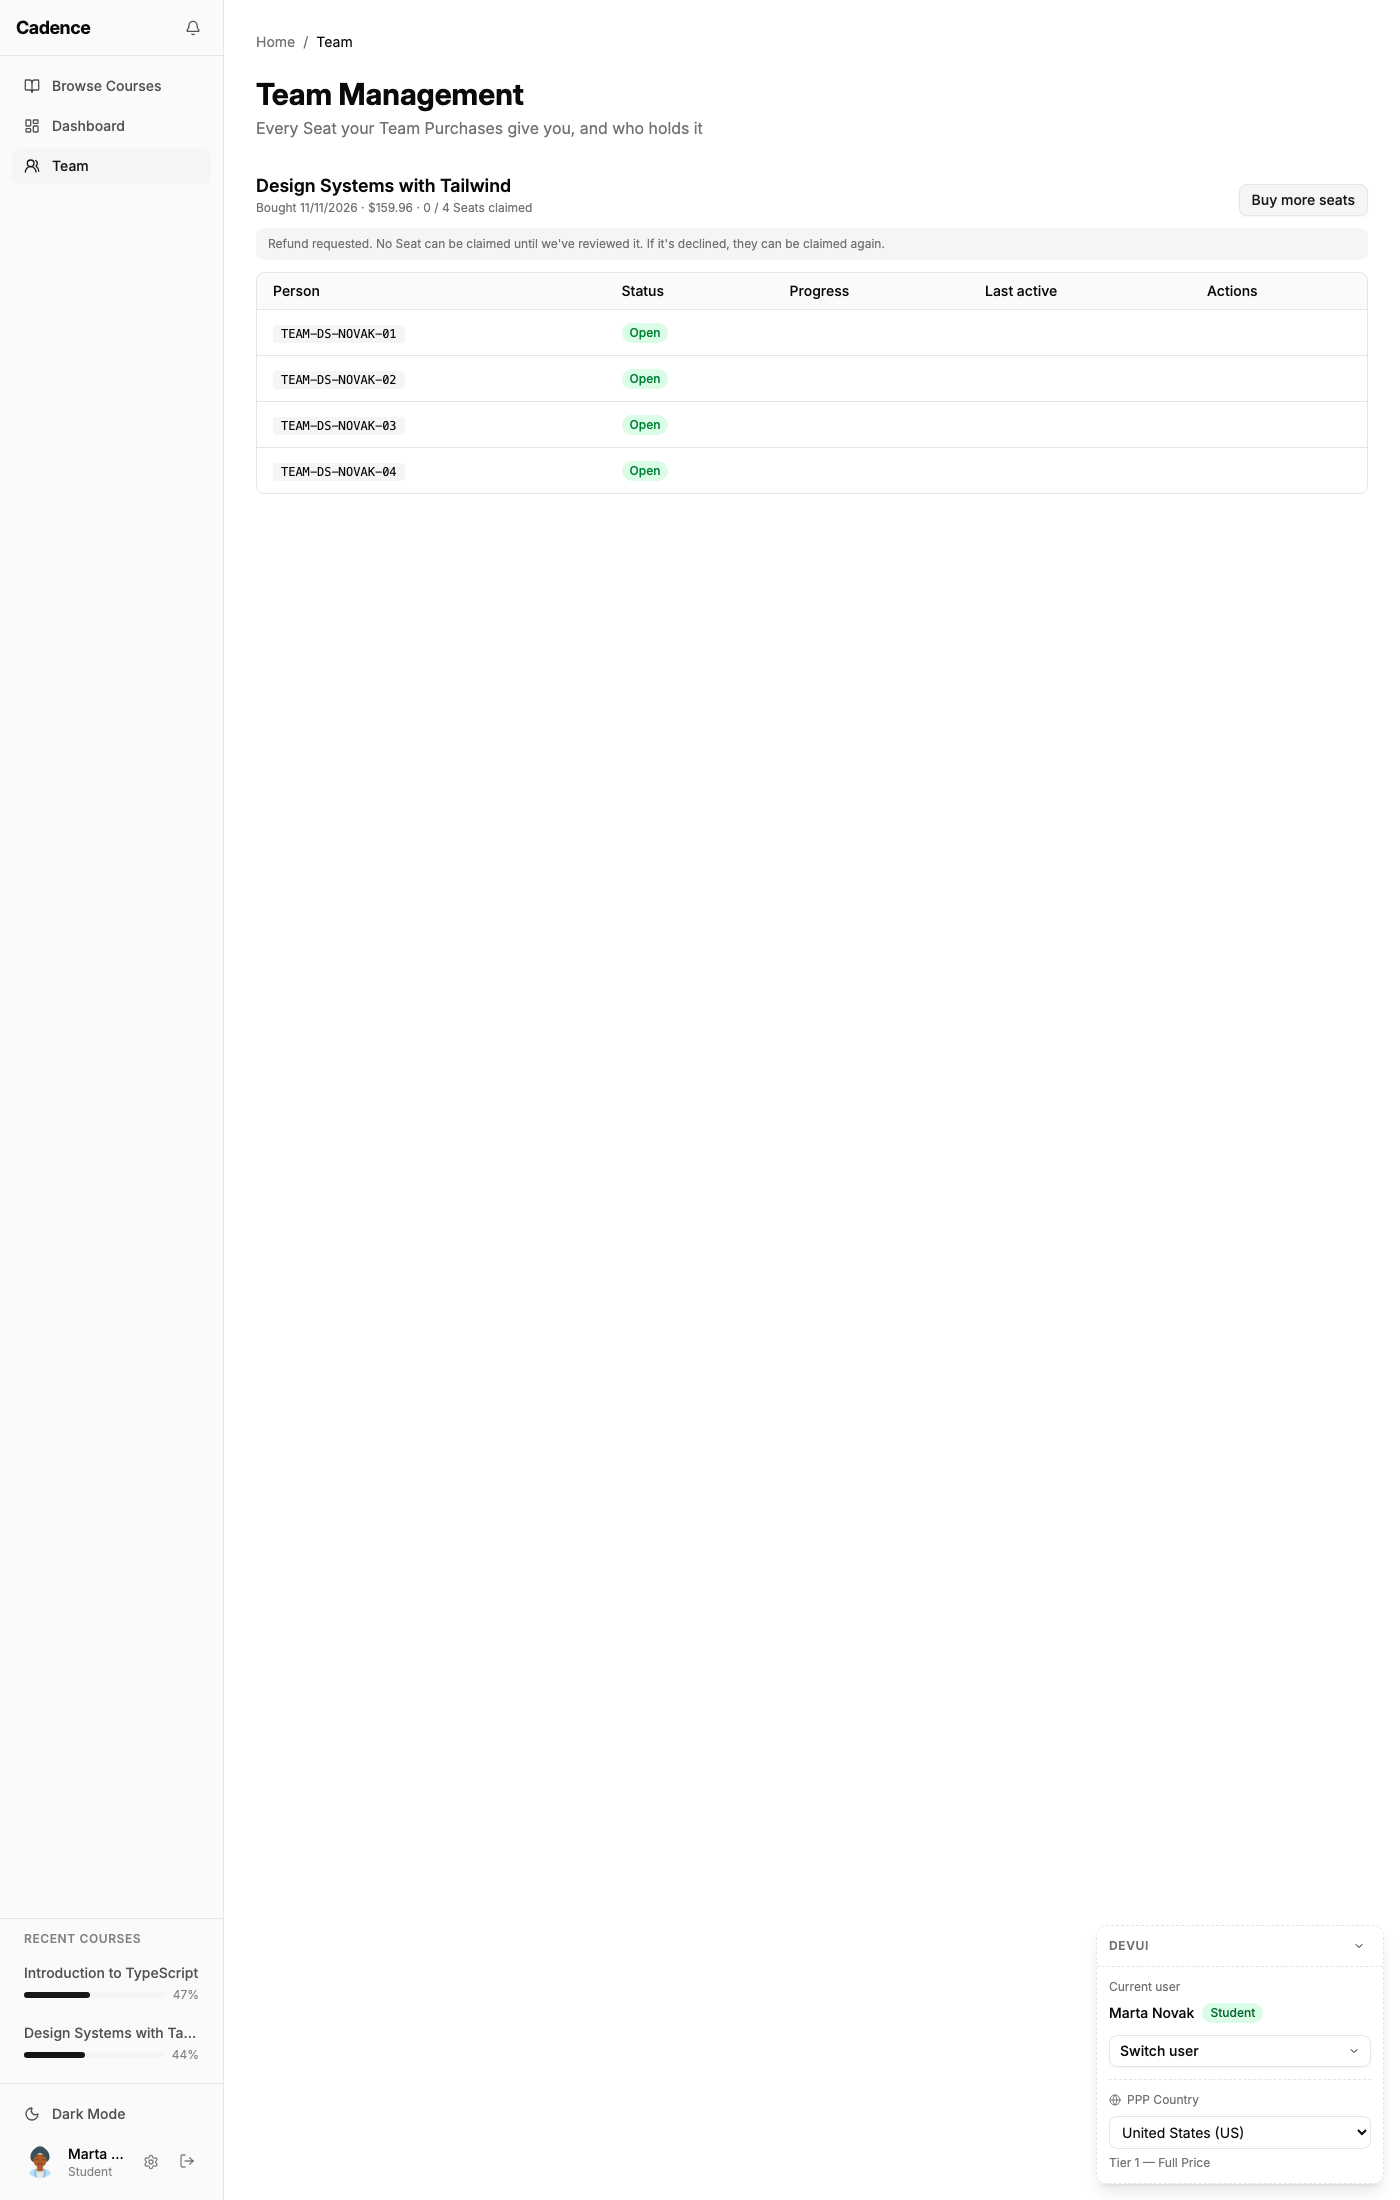 Cadence
Browse Courses
Dashboard
Team
Home / Team
Team Management
Every Seat your Team Purchases give you, and who holds it
Design Systems with Tailwind
Bought 11/11/2026 · $159.96 · 0 / 4 Seats claimed
Buy more seats
Refund requested. No Seat can be claimed until we've reviewed it. If it's declined, they can be claimed again.
Person Status Progress Last active Actions
TEAM-DS-NOVAK-01 Open
TEAM-DS-NOVAK-02 Open
TEAM-DS-NOVAK-03 Open
TEAM-DS-NOVAK-04 Open
RECENT COURSES
Introduction to TypeScript
47%
Design Systems with Ta...
44%
Dark Mode
Marta ...
Student
DEVUI
Current user
Marta Novak Student
Switch user
PPP Country
United States (US)
Tier 1 — Full Price